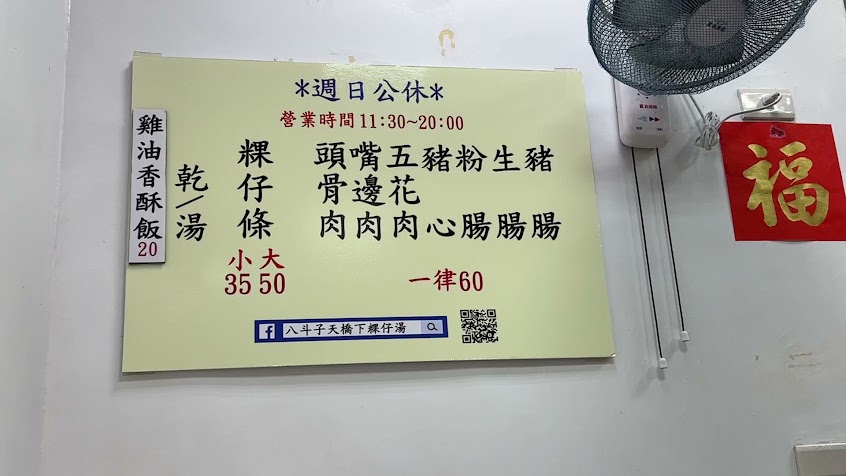 *週日公休*
營業時間11:30~20:00
雞油香酥飯
20
乾/湯
粿仔條
小 大
35 50
頭骨肉
嘴邊肉
五花肉
豬心
粉腸
生腸
豬腸
一律60
八斗子天橋下粿仔湯
福